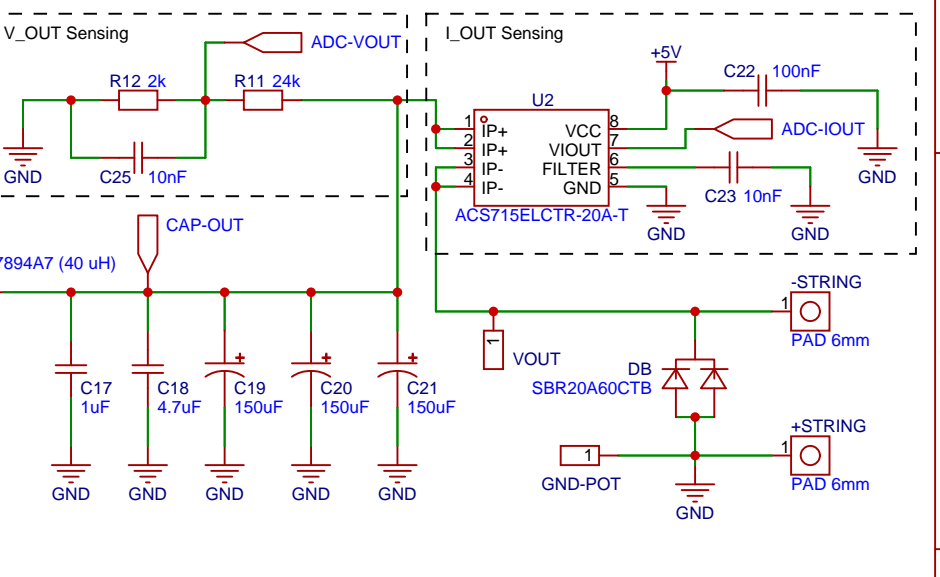 V_OUT Sensing
ADC-VOUT
R12 2k
R11 24k
C25 10nF
GND
I_OUT Sensing
+5V
C22 100nF
U2
1 IP+ VCC 8
2 IP+ VIOUT 7
3 IP- FILTER 6
4 IP- GND 5
ACS715ELCTR-20A-T
ADC-IOUT
C23 10nF
GND
GND
GND
CAP-OUT
7894A7 (40 uH)
C17
1uF
C18
4.7uF
C19
150uF
C20
150uF
C21
150uF
GND
GND
GND
GND
GND
-STRING
1
PAD 6mm
1
VOUT
DB
SBR20A60CTB
+STRING
1
PAD 6mm
1
GND-POT
GND